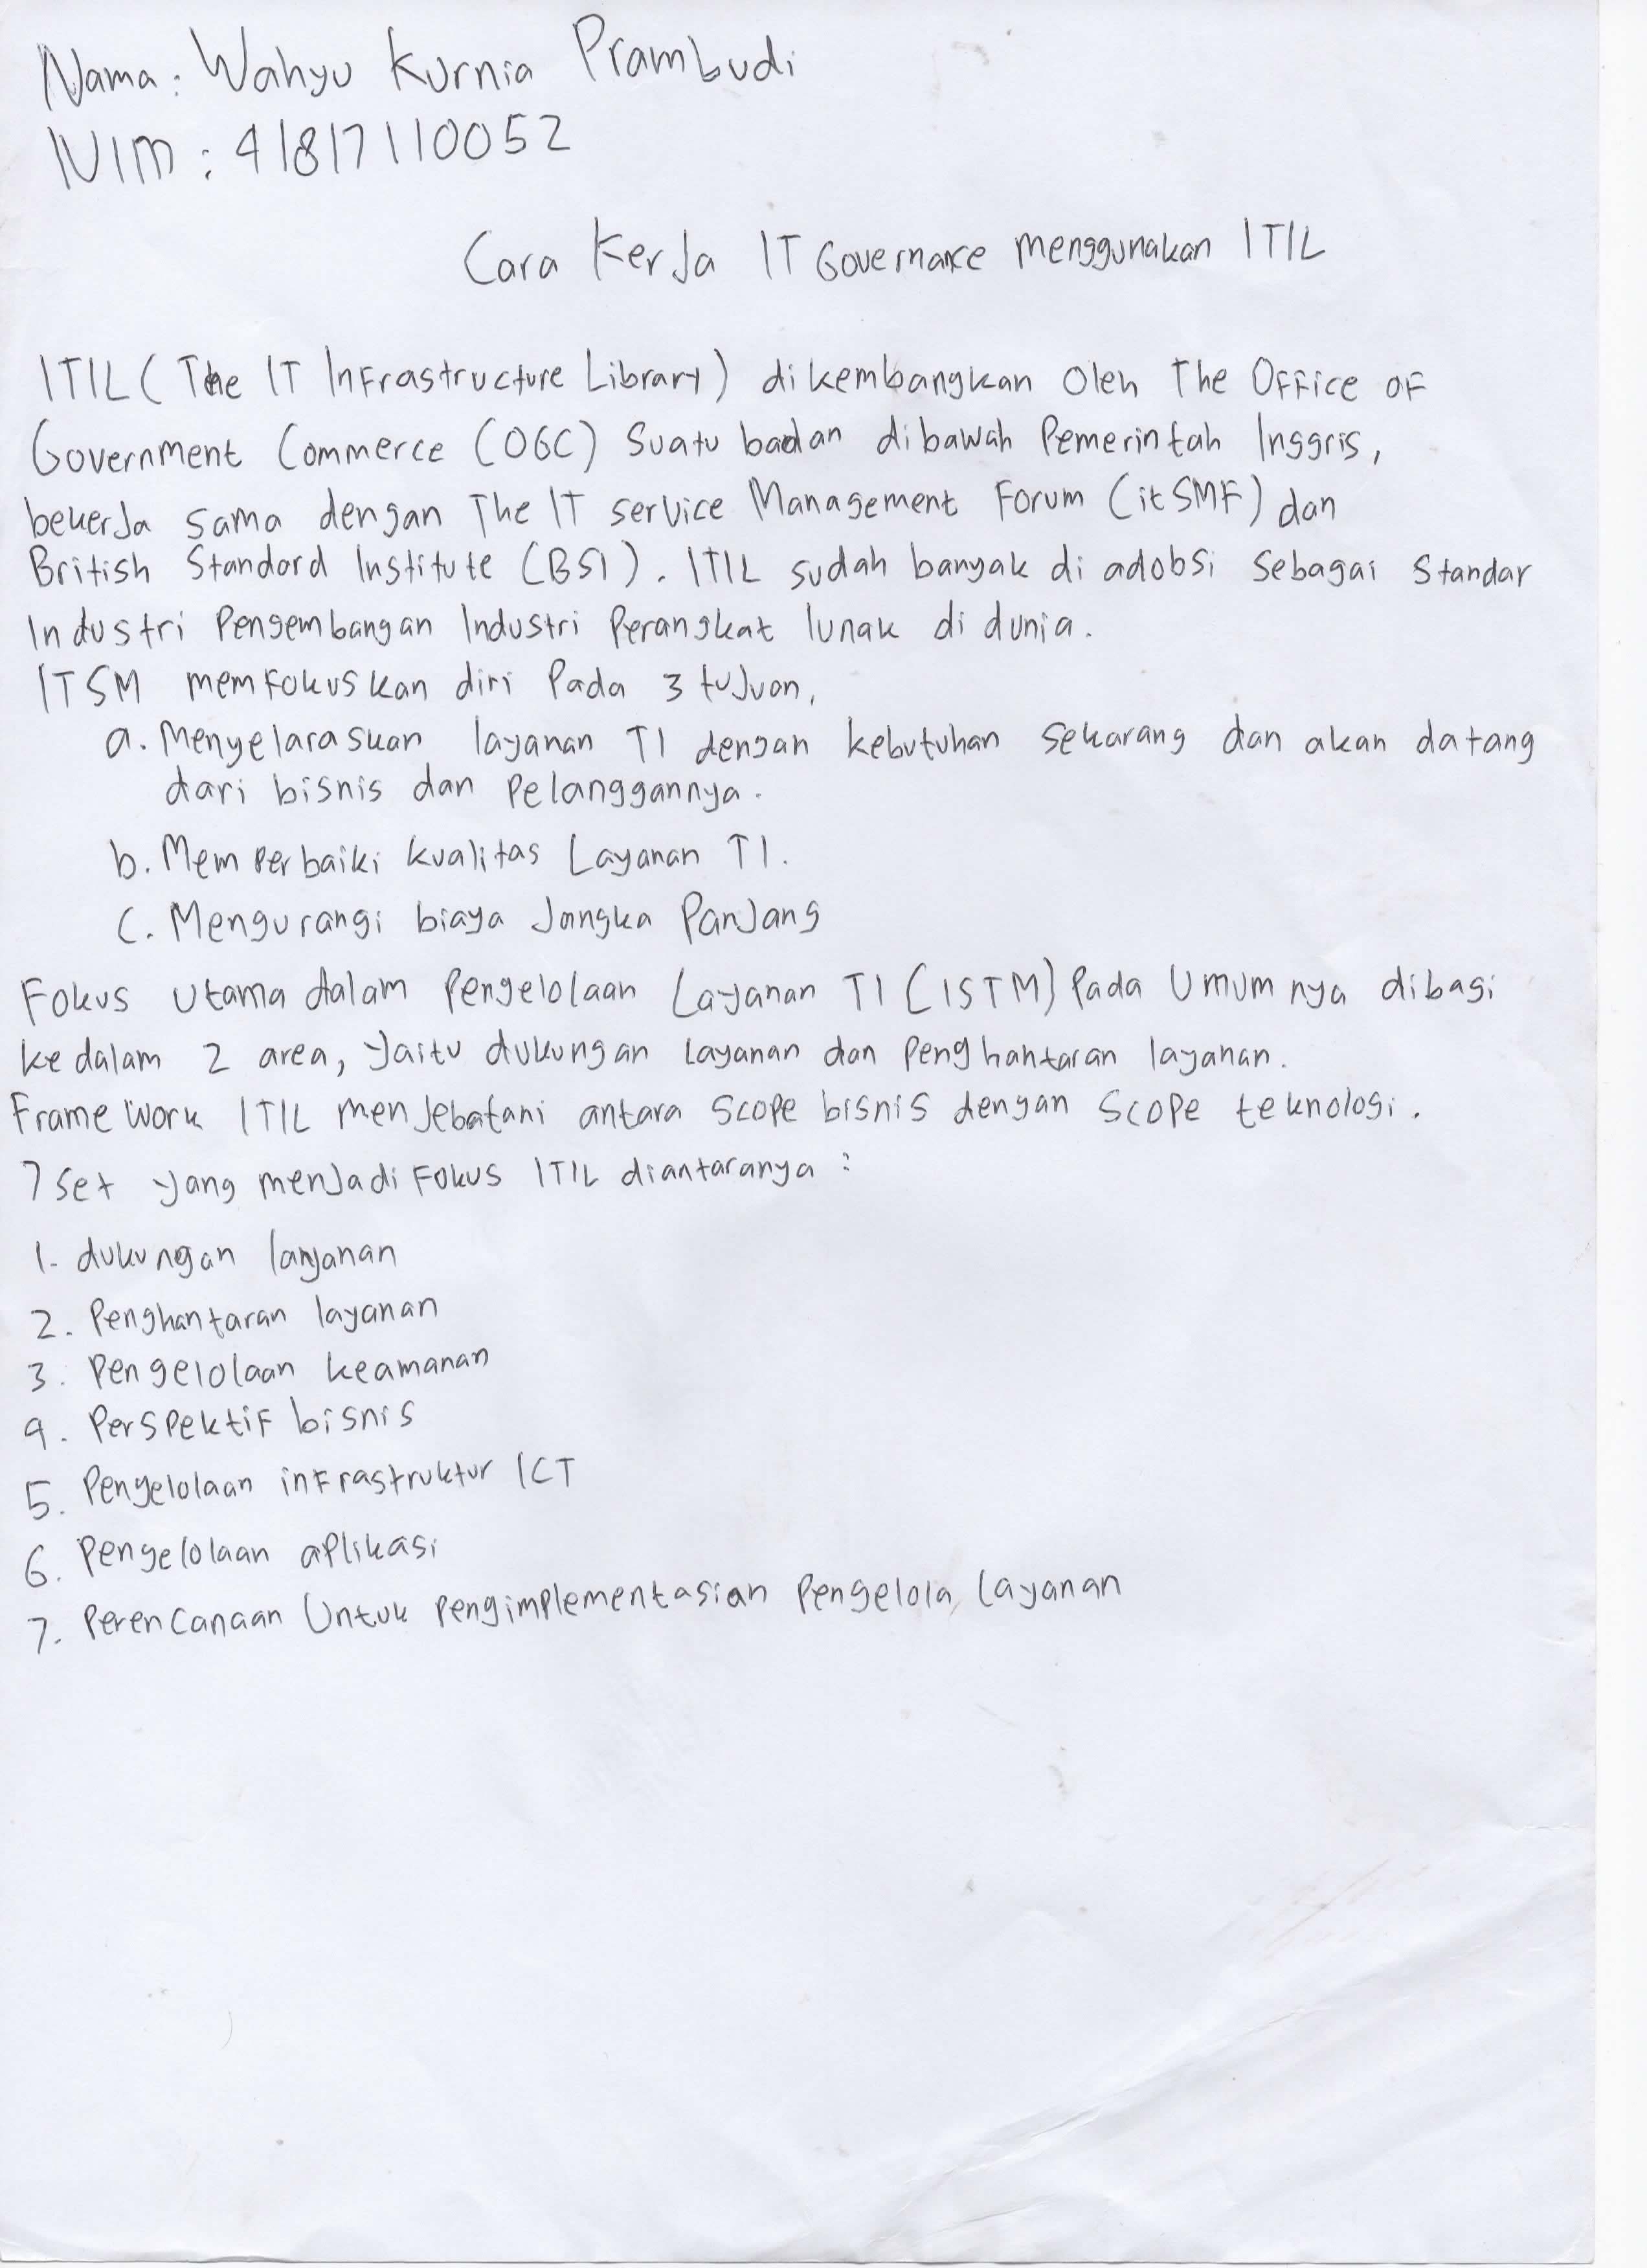 Nama : Wahyu Kurnia Prambudi
NIM : 41817110052
Cara Kerja IT Governance menggunakan ITIL
ITIL ( The IT Infrastructure Library ) dikembangkan Oleh The Office OF
Government Commerce (OGC) Suatu badan dibawah Pemerintah Inggris,
bekerja sama dengan The IT service Management Forum (itSMF) dan
British Standard Institute (BSI). ITIL sudah banyak di adobsi sebagai standar
Industri Pengembangan Industri Perangkat lunak di dunia.
ITSM memfokuskan diri Pada 3 tujuan,
a. Menyelaraskan layanan TI dengan kebutuhan sekarang dan akan datang
dari bisnis dan Pelanggannya.
b. Memperbaiki kualitas Layanan TI.
C. Mengurangi biaya Jangka Panjang
Fokus Utama dalam Pengelolaan Layanan TI (ISTM) Pada Umumnya dibagi
ke dalam 2 area, yaitu dukungan layanan dan Penghantaran layanan.
Frame Work ITIL menjebatani antara scope bisnis dengan scope teknologi.
7 Set yang menjadi Fokus ITIL diantaranya :
1. dukungan layanan
2. Penghantaran layanan
3. Pengelolaan keamanan
4. Perspektif bisnis
5. Pengelolaan infrastruktur ICT
6. Pengelolaan aplikasi
7. Perencanaan Untuk pengimplementasian Pengelola Layanan